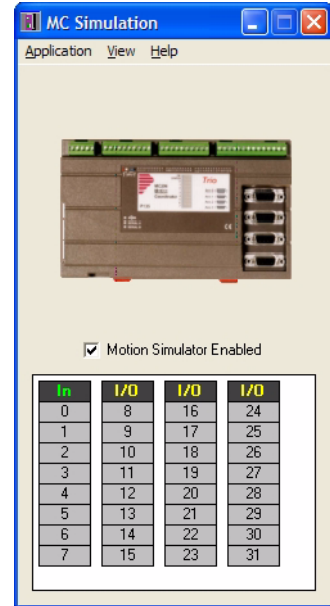 MC Simulation
Application View Help
Trio
Motion Simulator Enabled
In I/O I/O I/O
0 8 16 24
1 9 17 25
2 10 18 26
3 11 19 27
4 12 20 28
5 13 21 29
6 14 22 30
7 15 23 31